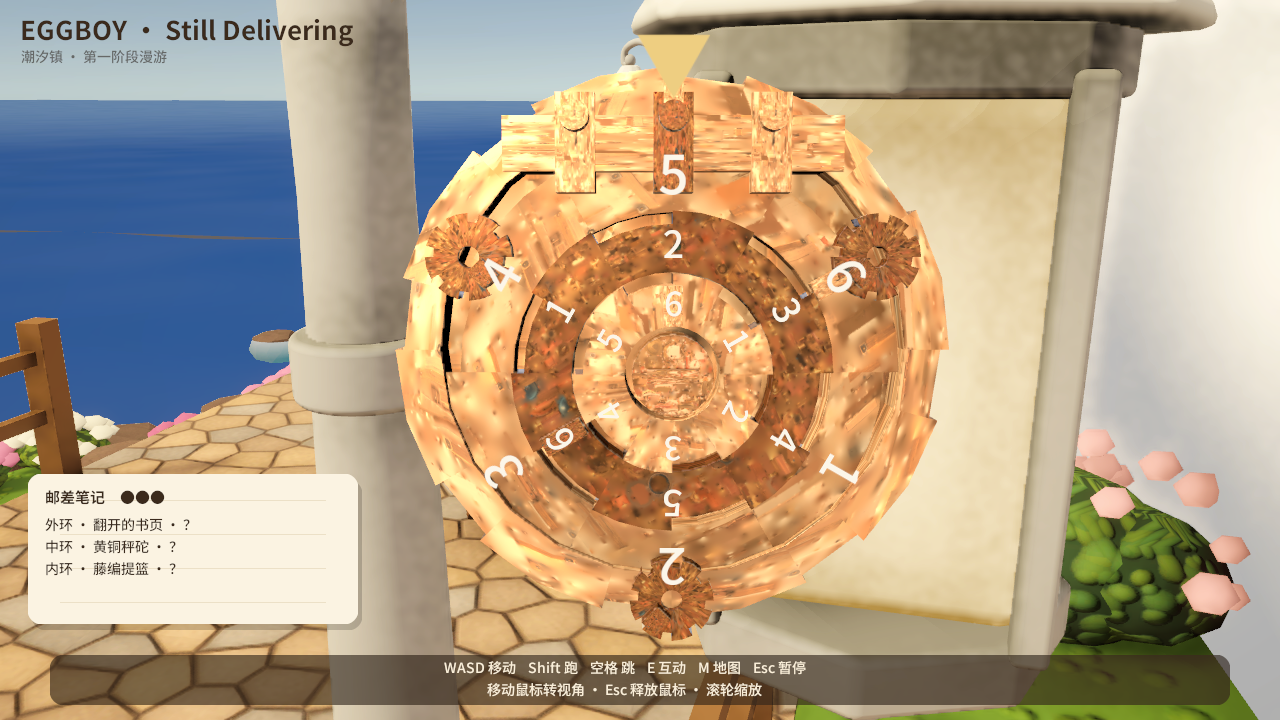 EGGBOY · Still Delivering
潮汐镇 · 第一阶段漫游
5
2
6
4
6
1
3
5
1
4
2
6
4
3
3
1
5
2
邮差笔记 ●●●
外环 · 翻开的书页 · ?
中环 · 黄铜秤砣 · ?
内环 · 藤编提篮 · ?
WASD 移动 Shift 跑 空格 跳 E 互动 M 地图 Esc 暂停
移动鼠标转视角 · Esc 释放鼠标 · 滚轮缩放